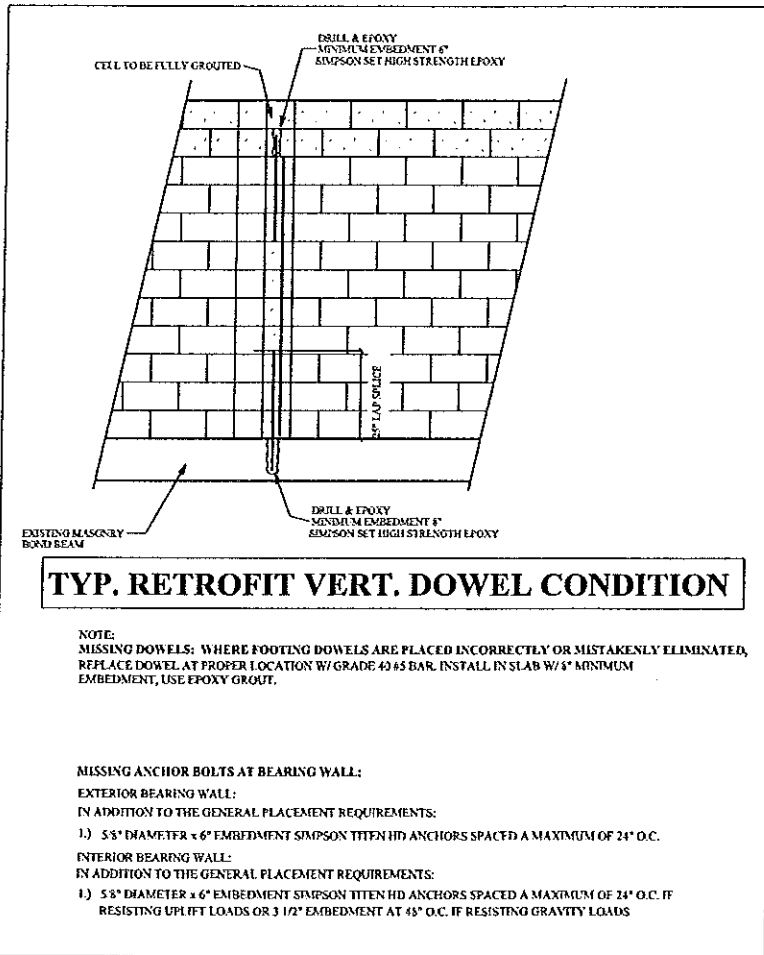 DRILL & EPOXY
MINIMUM EMBEDMENT 6"
SIMPSON SET HIGH STRENGTH EPOXY
CELL TO BE FULLY GROUTED
25" LAP SPLICE
DRILL & EPOXY
MINIMUM EMBEDMENT 8"
SIMPSON SET HIGH STRENGTH EPOXY
EXISTING MASONRY
BOND BEAM
TYP. RETROFIT VERT. DOWEL CONDITION
NOTE:
MISSING DOWELS: WHERE FOOTING DOWELS ARE PLACED INCORRECTLY OR MISTAKENLY ELIMINATED,
REPLACE DOWEL AT PROPER LOCATION W/ GRADE 40 #5 BAR. INSTALL IN SLAB W/ 8" MINIMUM
EMBEDMENT, USE EPOXY GROUT.
MISSING ANCHOR BOLTS AT BEARING WALL:
EXTERIOR BEARING WALL:
IN ADDITION TO THE GENERAL PLACEMENT REQUIREMENTS:
1.) 5/8" DIAMETER x 6" EMBEDMENT SIMPSON TITEN HD ANCHORS SPACED A MAXIMUM OF 24" O.C.
INTERIOR BEARING WALL:
IN ADDITION TO THE GENERAL PLACEMENT REQUIREMENTS:
1.) 5/8" DIAMETER x 6" EMBEDMENT SIMPSON TITEN HD ANCHORS SPACED A MAXIMUM OF 24" O.C. IF
RESISTING UPLIFT LOADS OR 3 1/2" EMBEDMENT AT 48" O.C. IF RESISTING GRAVITY LOADS